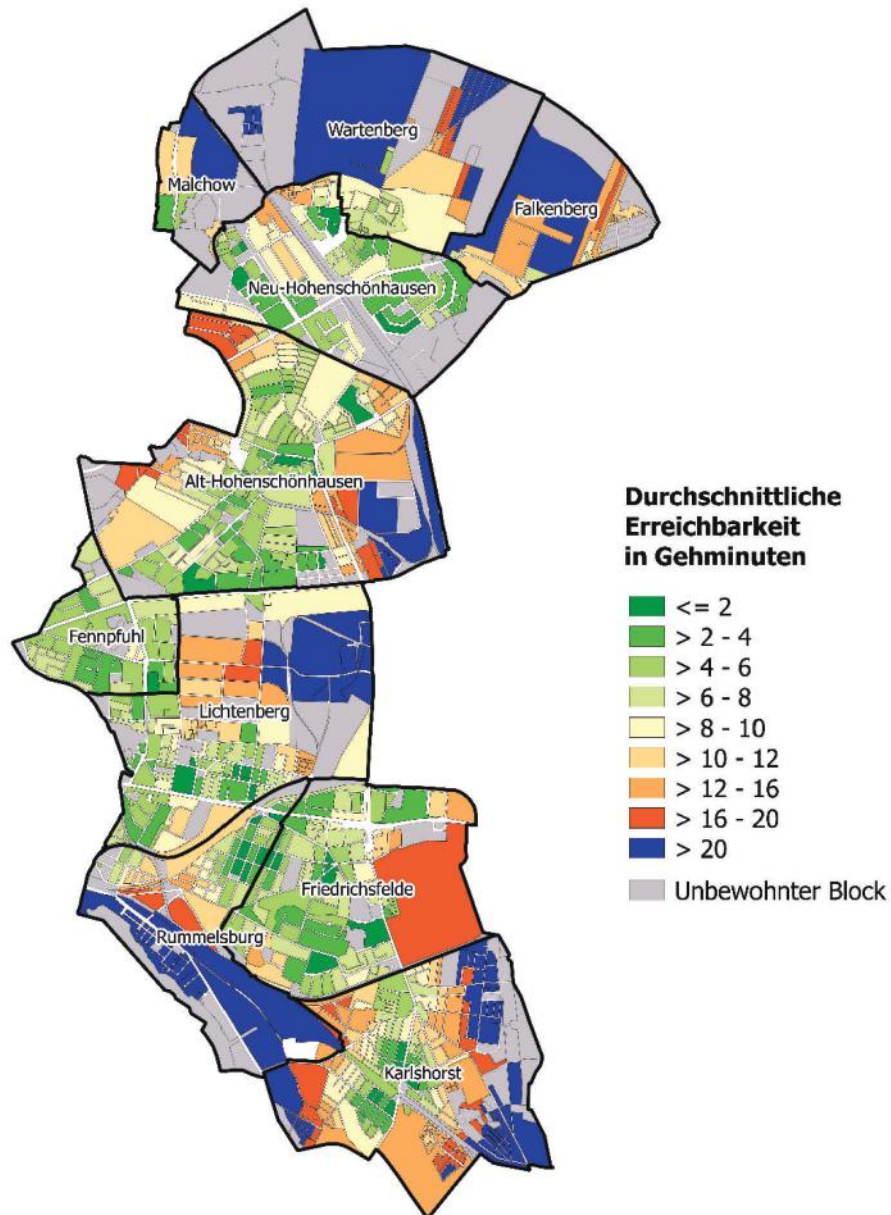 Wartenberg
Malchow
Falkenberg
Neu-Hohenschönhausen
Alt-Hohenschönhausen
Fennpfuhl
Lichtenberg
Friedrichsfelde
Rummelsburg
Karlshorst
Durchschnittliche
Erreichbarkeit
in Gehminuten
<= 2
> 2 - 4
> 4 - 6
> 6 - 8
> 8 - 10
> 10 - 12
> 12 - 16
> 16 - 20
> 20
Unbewohnter Block